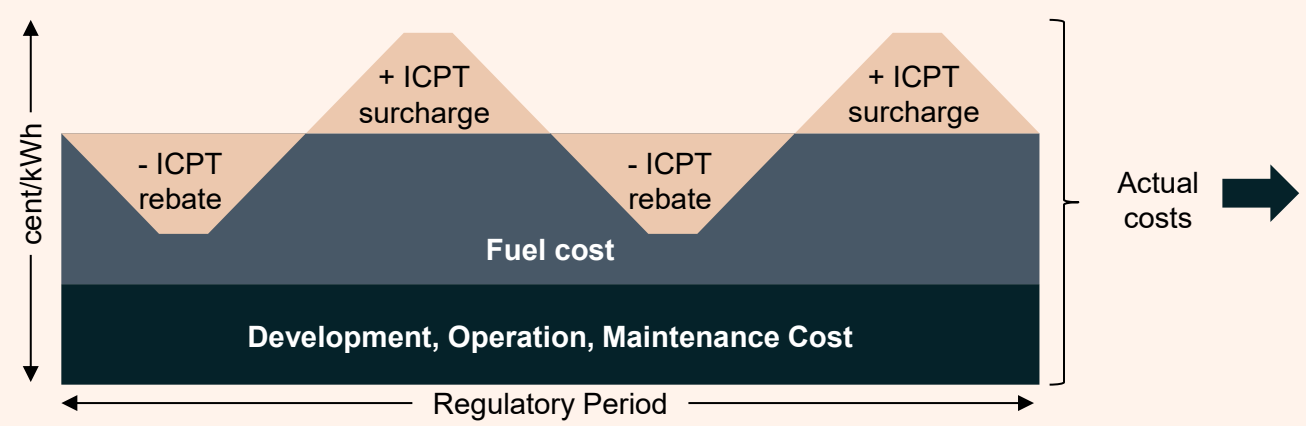 cent/kWh
- ICPT
rebate
+ ICPT
surcharge
- ICPT
rebate
+ ICPT
surcharge
Fuel cost
Development, Operation, Maintenance Cost
Regulatory Period
Actual
costs